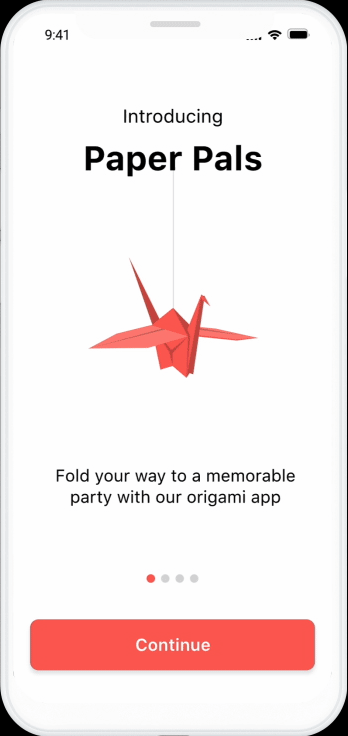 9:41
Introducing
Paper Pals
Fold your way to a memorable
party with our origami app
Continue